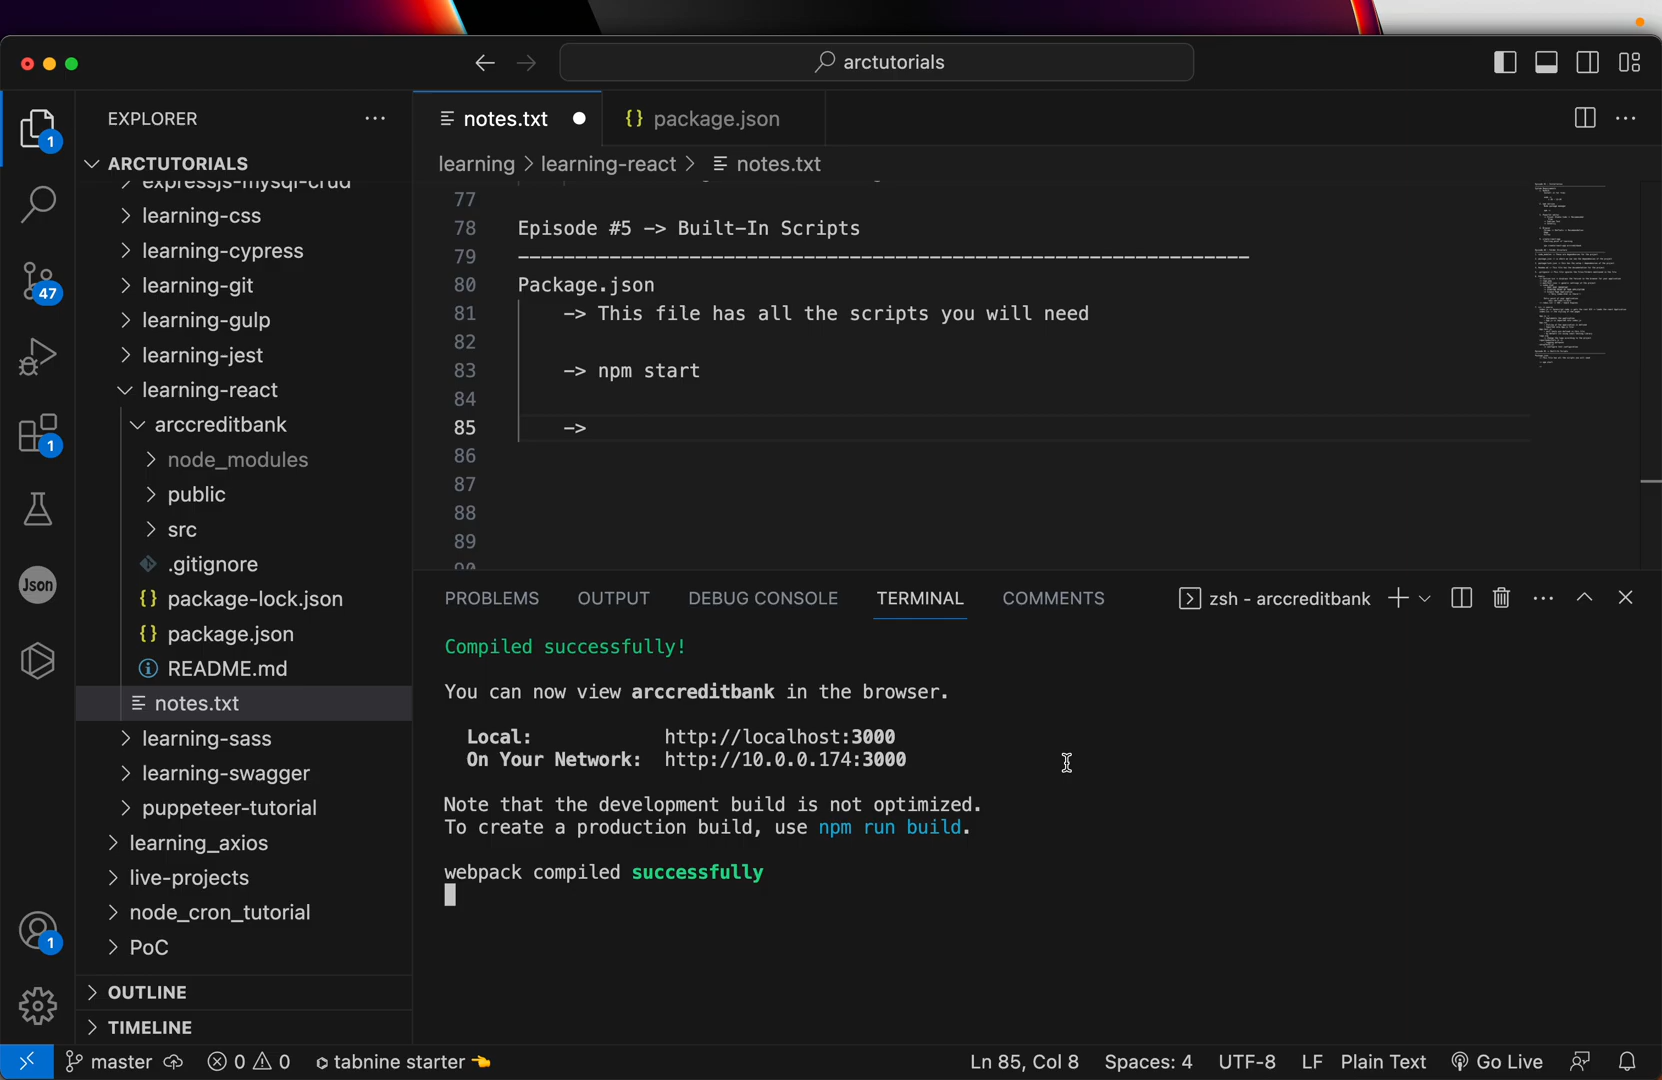 arctutorials
EXPLORER
notes.txt
package.json
1
ARCTUTORIALS
learning > learning-react > notes.txt
expressjs-mysql-crud
learning-css
learning-cypress
learning-git
47
learning-gulp
learning-jest
learning-react
arccreditbank
1
node_modules
public
src
.gitignore
Json
package-lock.json
package.json
README.md
notes.txt
learning-sass
learning-swagger
puppeteer-tutorial
learning_axios
live-projects
node_cron_tutorial
1
PoC
OUTLINE
TIMELINE
77
78 Episode #5 -> Built-In Scripts
79 ----------------------------------------------------------------
80 Package.json
81 -> This file has all the scripts you will need
82
83 -> npm start
84
85 ->
86
87
88
89
90
PROBLEMS OUTPUT DEBUG CONSOLE TERMINAL COMMENTS zsh - arccreditbank
Compiled successfully!
You can now view arccreditbank in the browser.
Local: http://localhost:3000
On Your Network: http://10.0.0.174:3000
Note that the development build is not optimized.
To create a production build, use npm run build.
webpack compiled successfully
master 0 0 tabnine starter 👈 Ln 85, Col 8 Spaces: 4 UTF-8 LF Plain Text Go Live